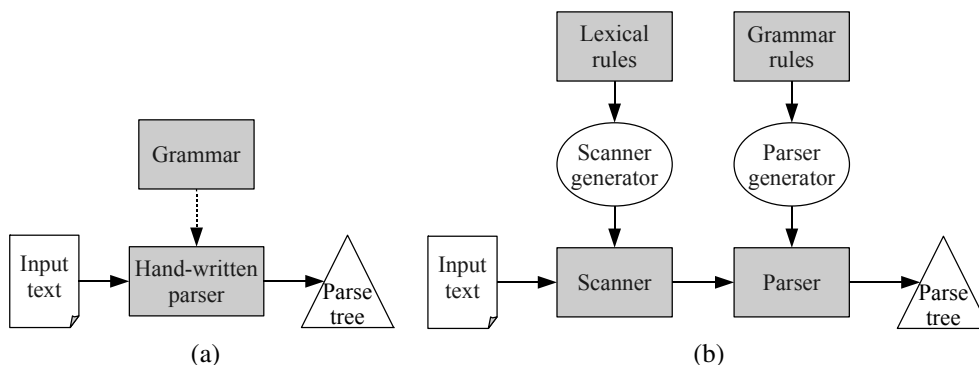 Grammar
Input
text
Hand-written
parser
Parse
tree
(a)
Lexical
rules
Grammar
rules
Scanner
generator
Parser
generator
Input
text
Scanner
Parser
Parse
tree
(b)